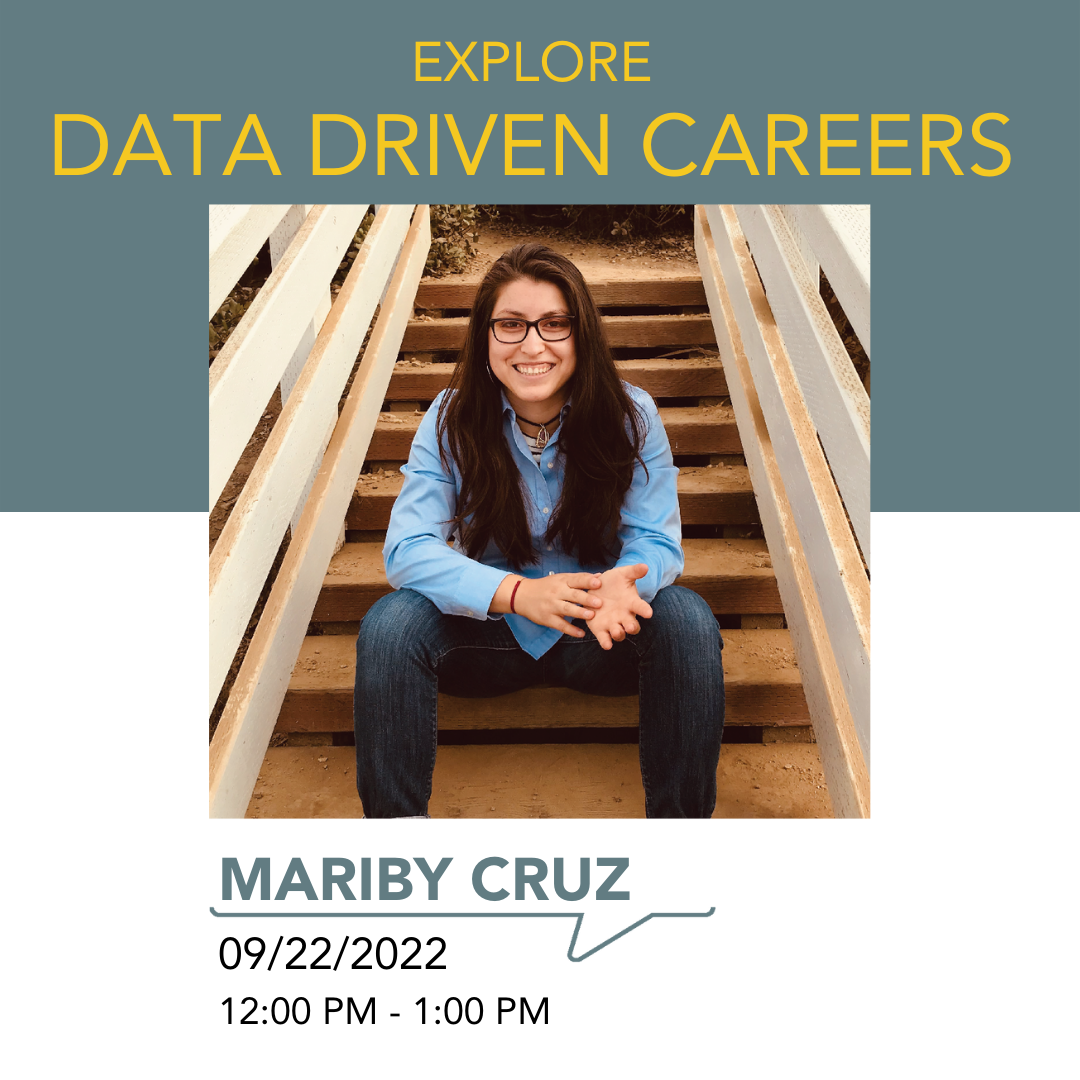 EXPLORE
DATA DRIVEN CAREERS
MARIBY CRUZ
09/22/2022
12:00 PM - 1:00 PM